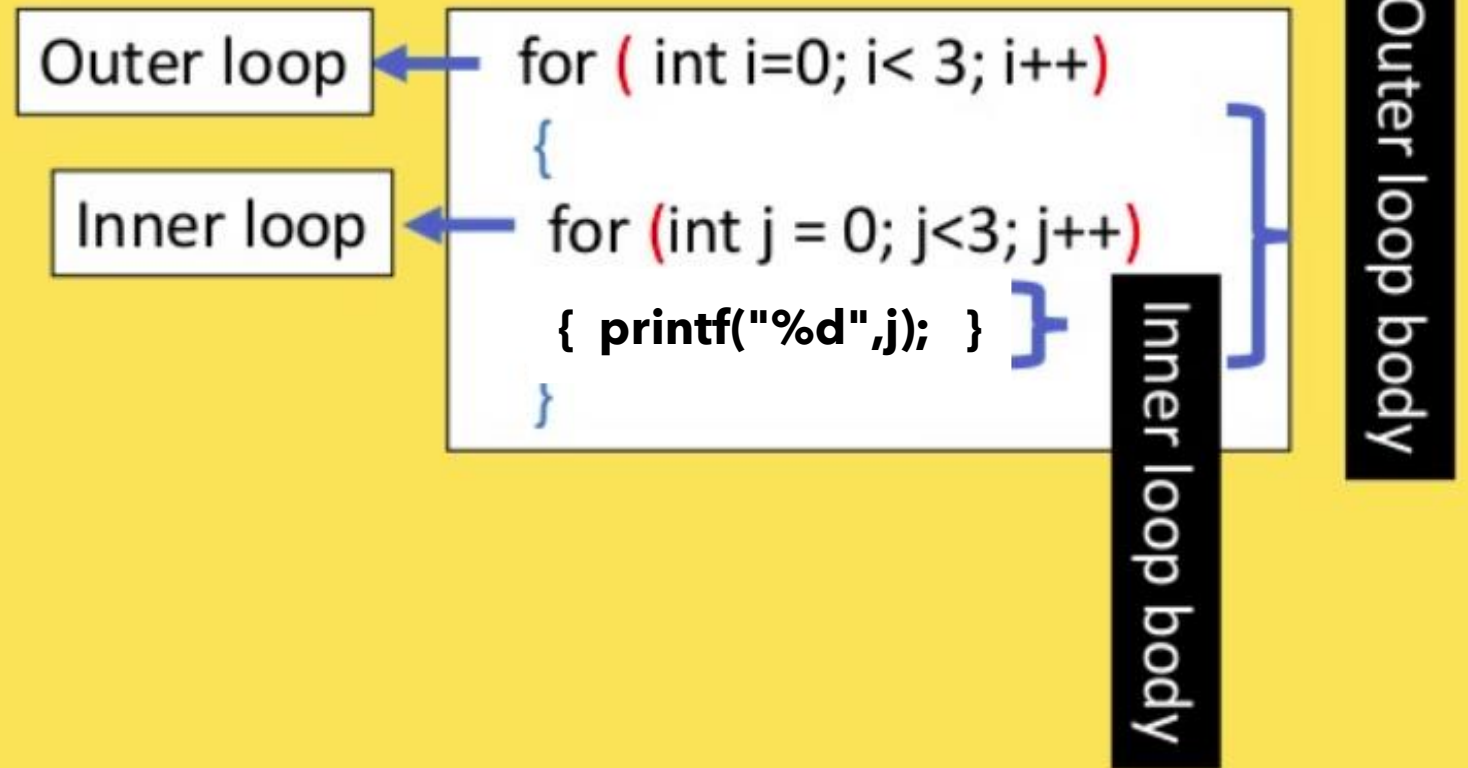 Outer loop
for ( int i=0; i< 3; i++)
{
Inner loop
for (int j = 0; j<3; j++)
{ printf("%d",j); }
}
Inner loop body
Outer loop body